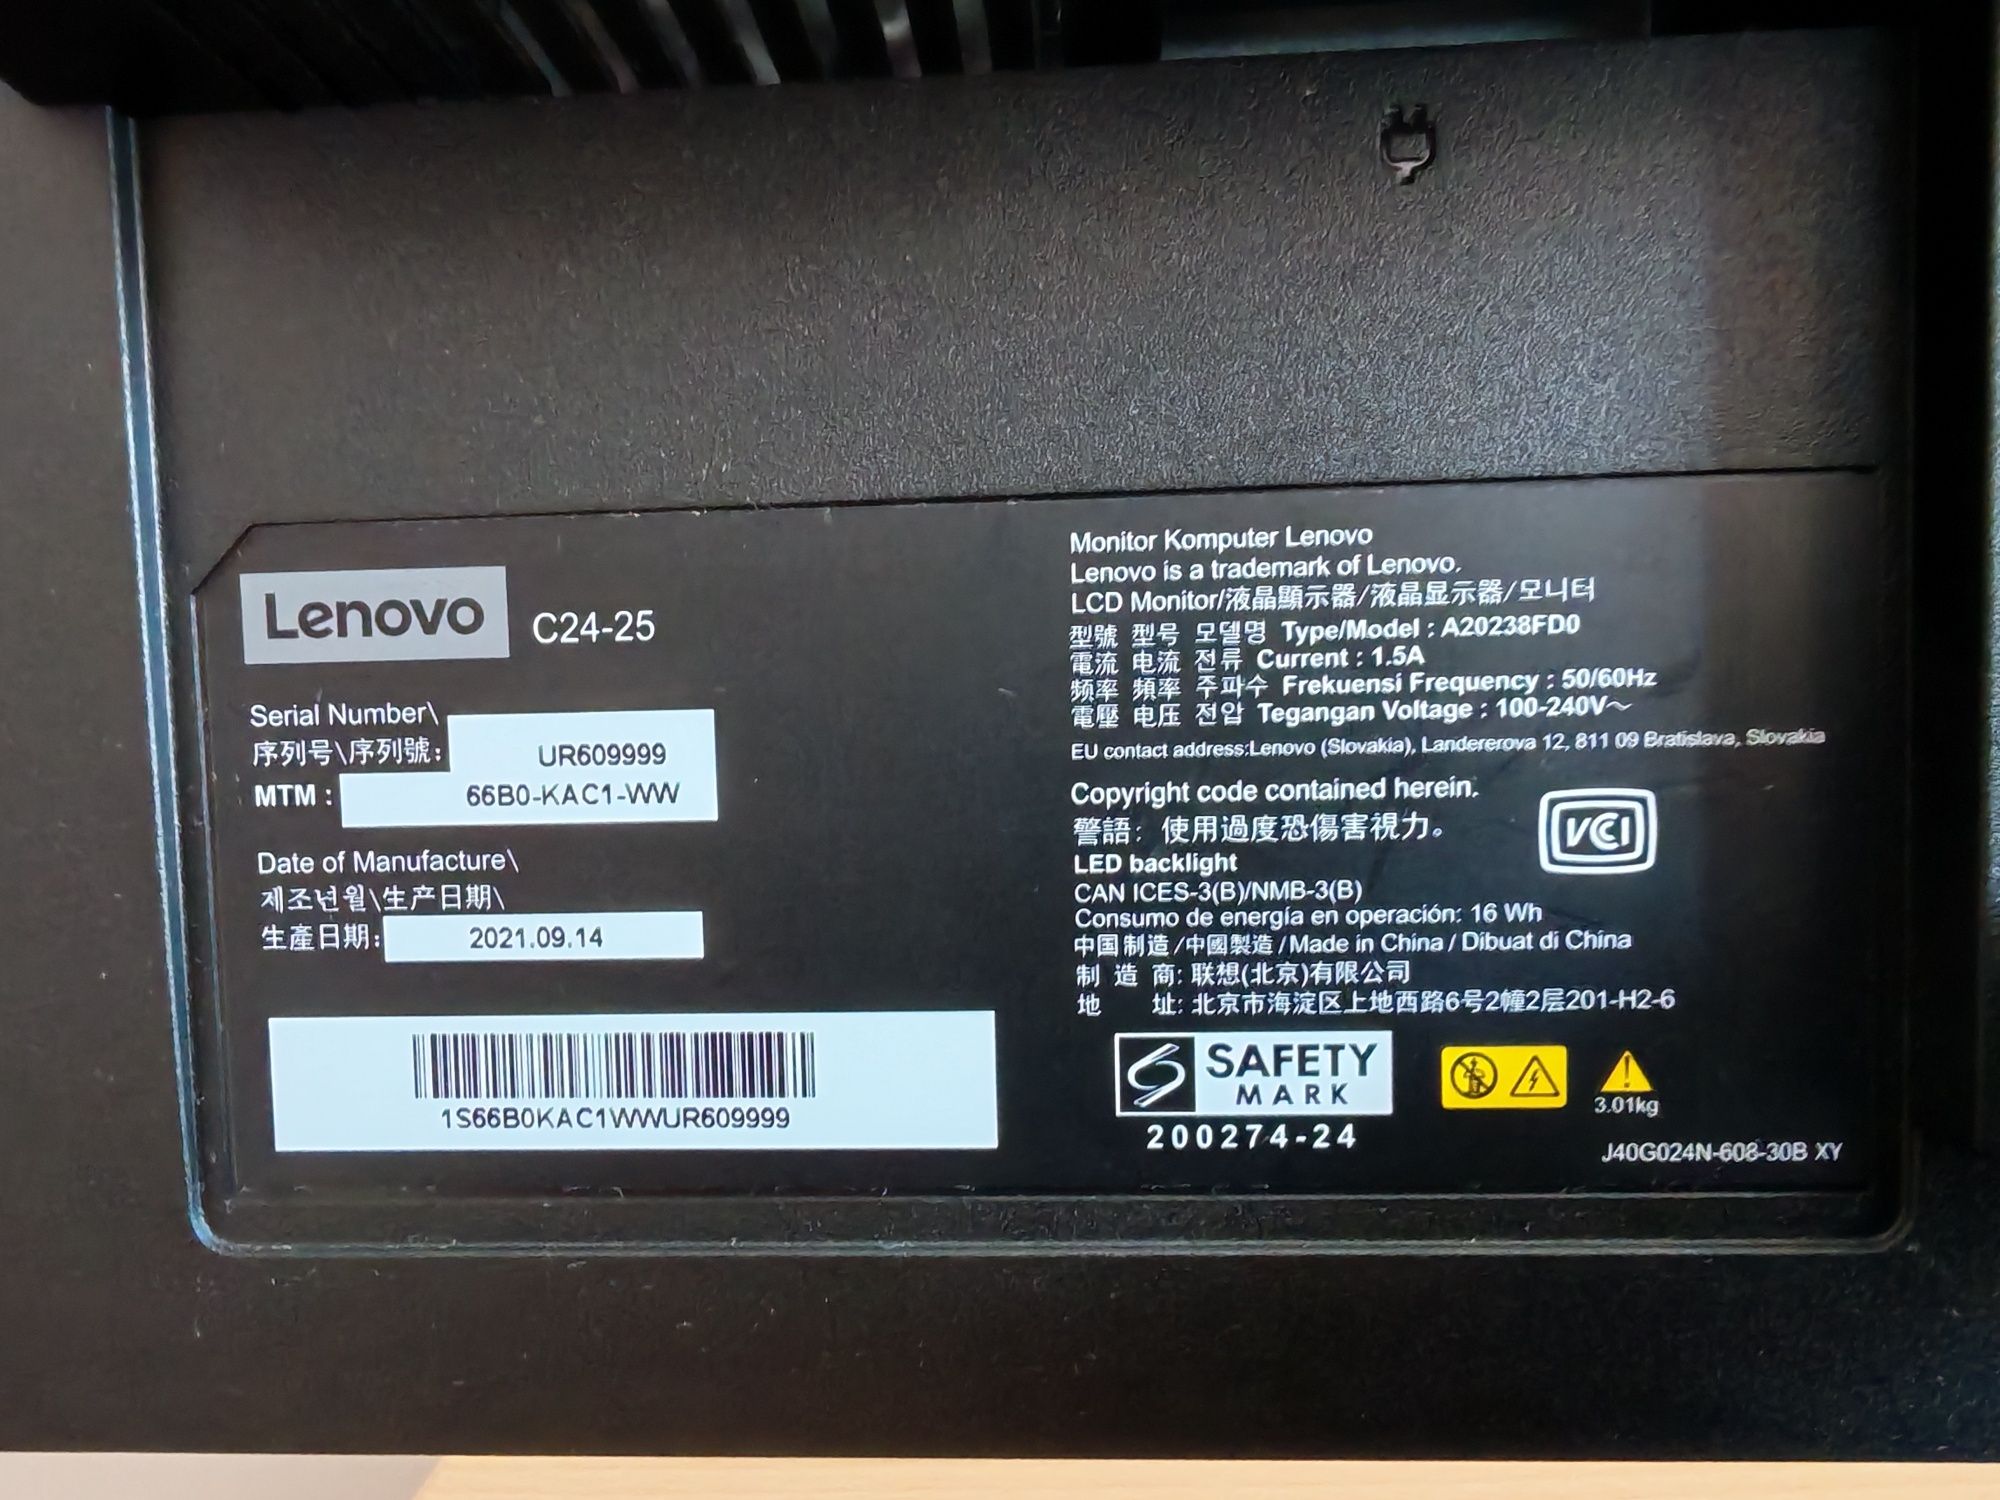 Lenovo C24-25
Serial Number\
序列号\序列號: UR609999
MTM : 66B0-KAC1-WW
Date of Manufacture\
제조년월\生产日期\
生產日期: 2021.09.14
1S66B0KAC1WWUR609999
Monitor Komputer Lenovo
Lenovo is a trademark of Lenovo.
LCD Monitor/液晶顯示器/液晶显示器/모니터
型號 型号 모델명 Type/Model : A20238FD0
電流 电流 전류 Current : 1.5A
频率 頻率 주파수 Frekuensi Frequency : 50/60Hz
電壓 电压 전압 Tegangan Voltage : 100-240V~
EU contact address:Lenovo (Slovakia), Landererova 12, 811 09 Bratislava, Slovakia
Copyright code contained herein.
警語: 使用過度恐傷害視力。
VCCI
LED backlight
CAN ICES-3(B)/NMB-3(B)
Consumo de energía en operación: 16 Wh
中国制造/中國製造/Made in China / Dibuat di China
制 造 商: 联想(北京)有限公司
地 址: 北京市海淀区上地西路6号2幢2层201-H2-6
SAFETY
MARK
200274-24
3.01kg
J40G024N-608-30B XY